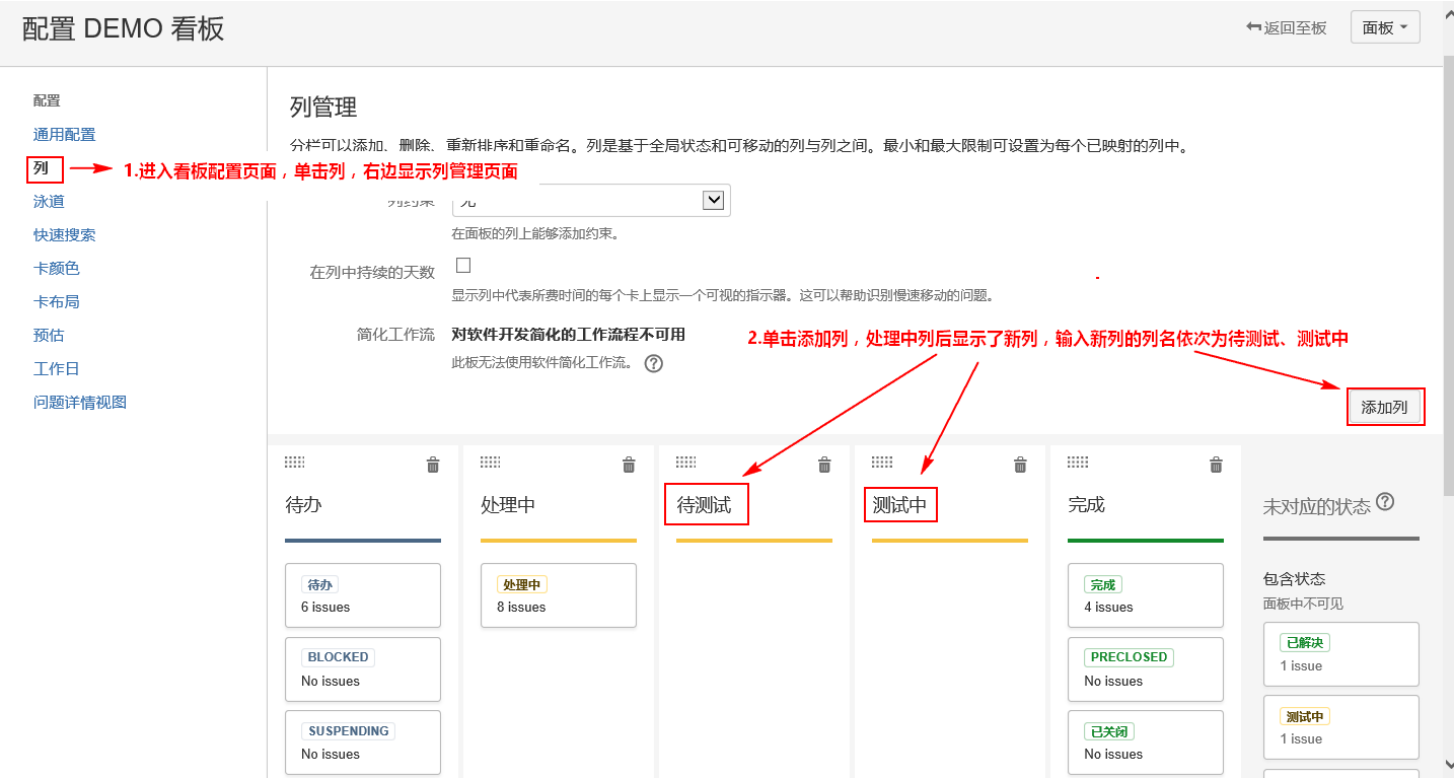 配置 DEMO 看板
返回至板
面板
配置
通用配置
列
泳道
快速搜索
卡颜色
卡布局
预估
工作日
问题详情视图
列管理
分栏可以添加、删除、重新排序和重命名。列是基于全局状态和可移动的列与列之间。最小和最大限制可设置为每个已映射的列中。
1.进入看板配置页面，单击列，右边显示列管理页面
列约束
无
在面板的列上能够添加约束。
在列中持续的天数
显示列中代表所费时间的每个卡上显示一个可视的指示器。这可以帮助识别慢速移动的问题。
简化工作流
对软件开发简化的工作流程不可用
此板无法使用软件简化工作流。
2.单击添加列，处理中列后显示了新列，输入新列的列名依次为待测试、测试中
添加列
待办
处理中
待测试
测试中
完成
未对应的状态
待办
6 issues
BLOCKED
No issues
SUSPENDING
No issues
处理中
8 issues
完成
4 issues
PRECLOSED
No issues
已关闭
No issues
包含状态
面板中不可见
已解决
1 issue
测试中
1 issue